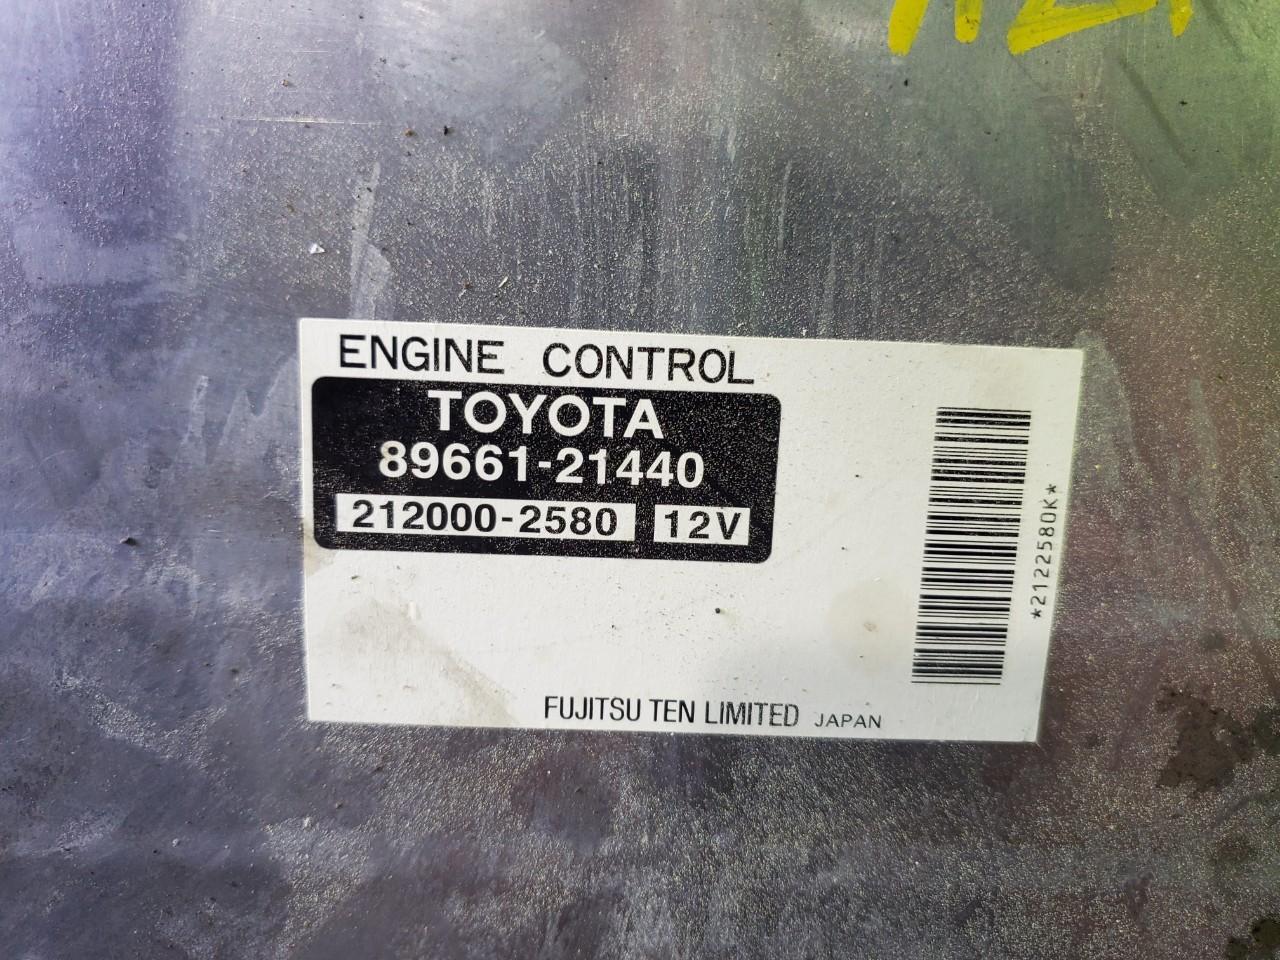 ENGINE CONTROL
TOYOTA
89661-21440
212000-2580 12V
*2122580K*
FUJITSU TEN LIMITED JAPAN